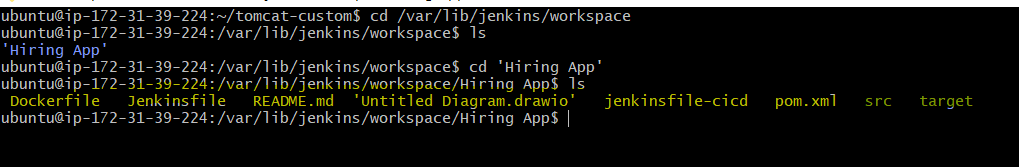 ubuntu@ip-172-31-39-224:~/tomcat-custom$ cd /var/lib/jenkins/workspace
ubuntu@ip-172-31-39-224:/var/lib/jenkins/workspace$ ls
'Hiring App'
ubuntu@ip-172-31-39-224:/var/lib/jenkins/workspace$ cd 'Hiring App'
ubuntu@ip-172-31-39-224:/var/lib/jenkins/workspace/Hiring App$ ls
Dockerfile Jenkinsfile README.md 'Untitled Diagram.drawio' jenkinsfile-cicd pom.xml src target
ubuntu@ip-172-31-39-224:/var/lib/jenkins/workspace/Hiring App$